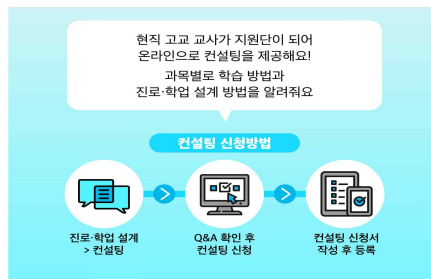 현직 고교 교사가 지원단이 되어
온라인으로 컨설팅을 제공해요!
과목별로 학습 방법과
진로·학업 설계 방법을 알려줘요
컨설팅 신청방법
진로·학업 설계
> 컨설팅
Q&A 확인 후
컨설팅 신청
컨설팅 신청서
작성 후 등록